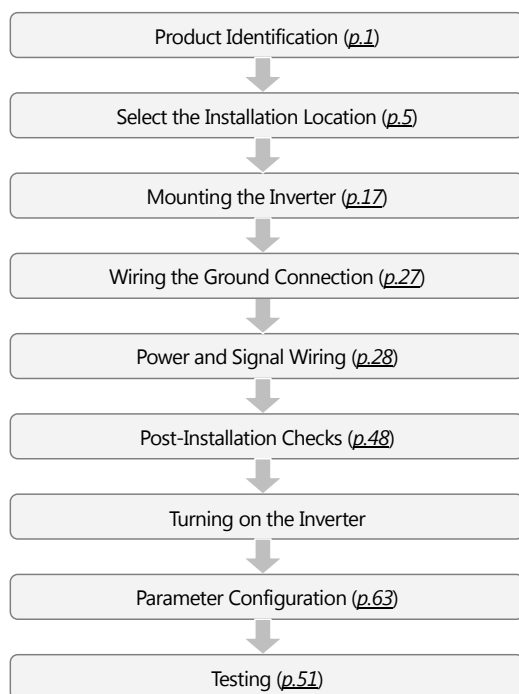 Product Identification (p.1)
Select the Installation Location (p.5)
Mounting the Inverter (p.17)
Wiring the Ground Connection (p.27)
Power and Signal Wiring (p.28)
Post-Installation Checks (p.48)
Turning on the Inverter
Parameter Configuration (p.63)
Testing (p.51)